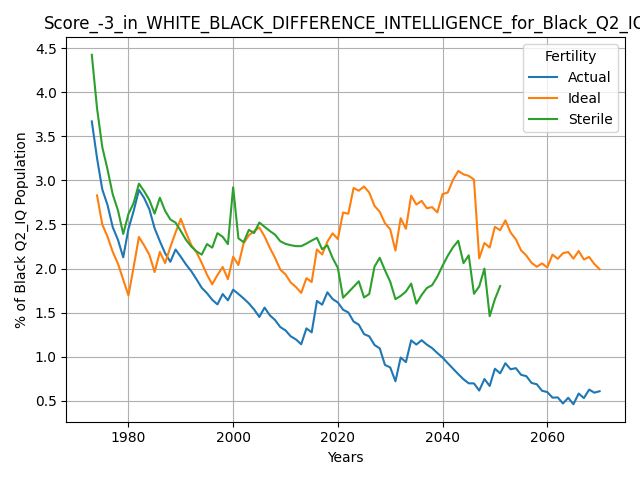 Score_-3_in_WHITE_BLACK_DIFFERENCE_INTELLIGENCE_for_Black_Q2_IQ
% of Black Q2_IQ Population
4.5
4.0
3.5
3.0
2.5
2.0
1.5
1.0
0.5
Fertility
Actual
Ideal
Sterile
1980
2000
2020
2040
2060
Years